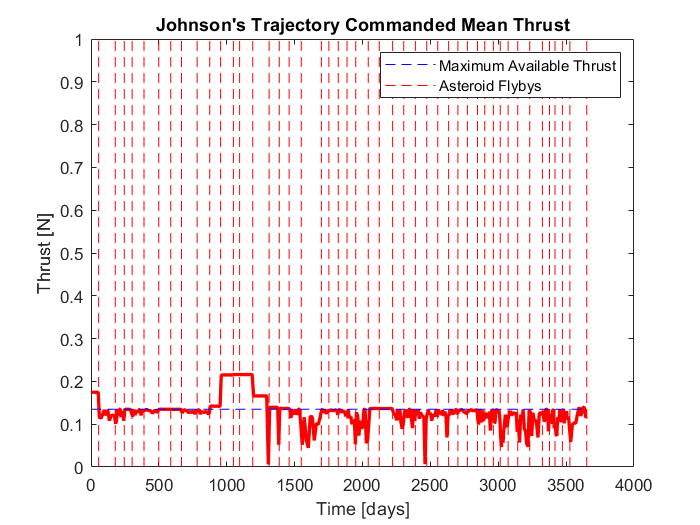 Johnson's Trajectory Commanded Mean Thrust
1
0.9
0.8
0.7
0.6
0.5
0.4
0.3
0.2
0.1
0
Thrust [N]
Maximum Available Thrust
Asteroid Flybys
0 500 1000 1500 2000 2500 3000 3500 4000
Time [days]